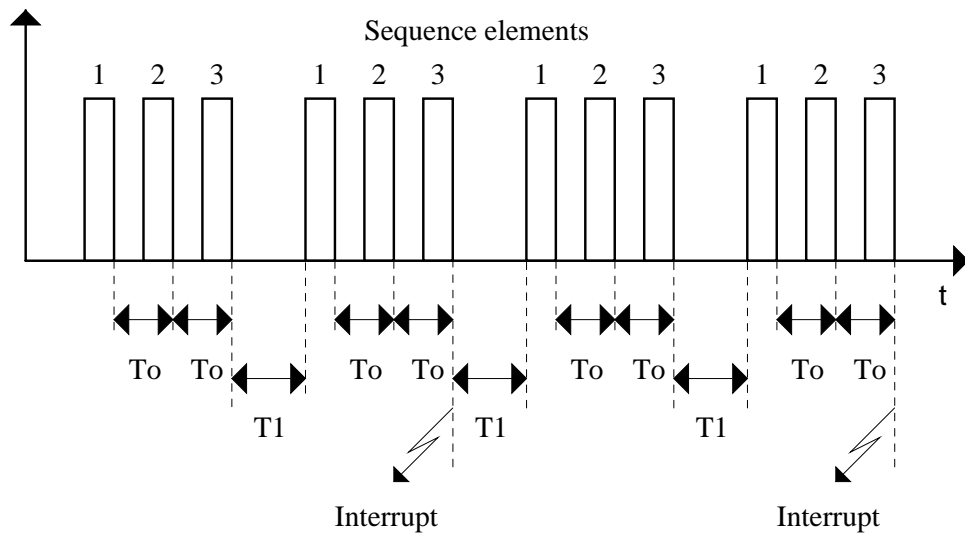 Sequence elements
1 2 3 1 2 3 1 2 3 1 2 3
t
To To To To To To To To
T1 T1 T1
Interrupt Interrupt